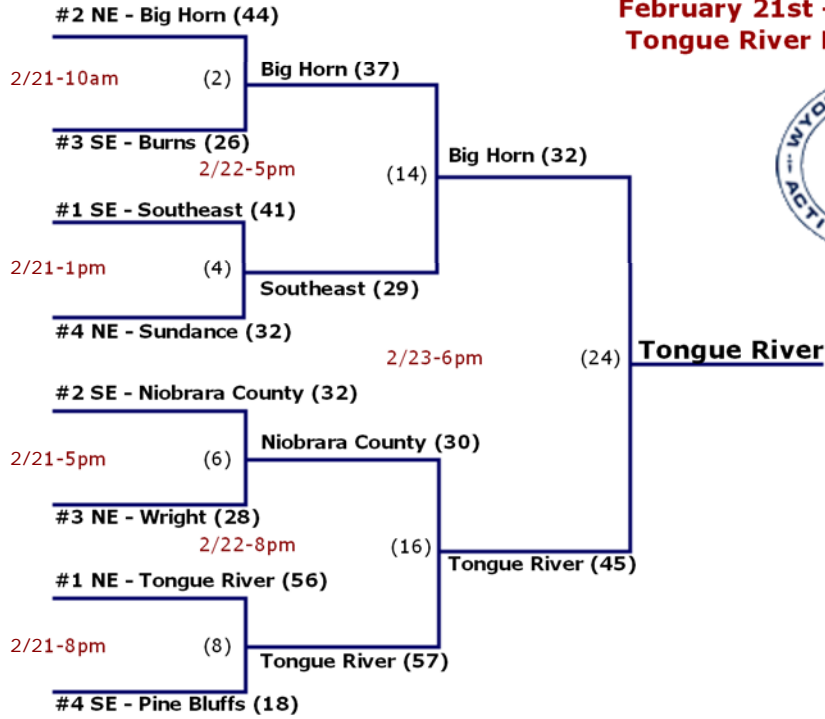 #2 NE - Big Horn (44)
February 21st -
Tongue River
2/21-10am
(2)
Big Horn (37)
#3 SE - Burns (26)
2/22-5pm
(14)
Big Horn (32)
WYO
ACTI
#1 SE - Southeast (41)
2/21-1pm
(4)
Southeast (29)
#4 NE - Sundance (32)
2/23-6pm
(24)
Tongue River
#2 SE - Niobrara County (32)
2/21-5pm
(6)
Niobrara County (30)
#3 NE - Wright (28)
2/22-8pm
(16)
Tongue River (45)
#1 NE - Tongue River (56)
2/21-8pm
(8)
Tongue River (57)
#4 SE - Pine Bluffs (18)